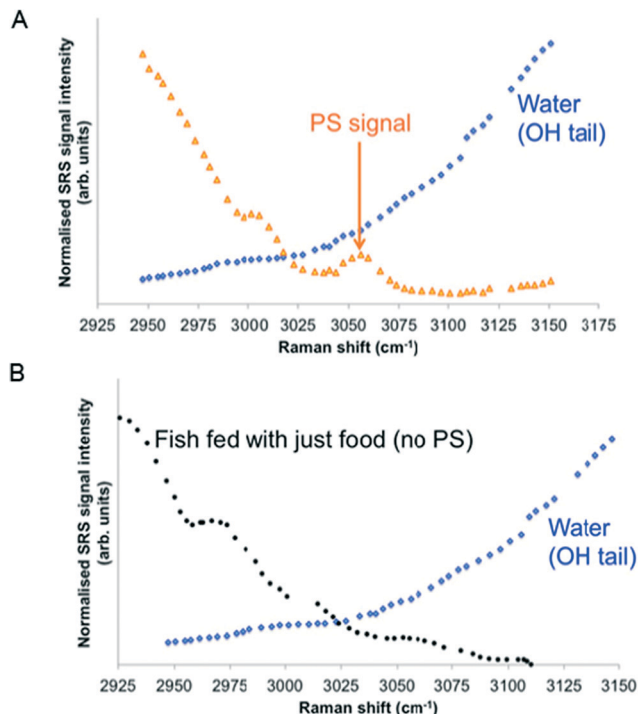 A
Normalised SRS signal intensity
(arb. units)
PS signal
Water
(OH tail)
2925 2950 2975 3000 3025 3050 3075 3100 3125 3150 3175
Raman shift (cm-1)
B
Normalised SRS signal intensity
(arb. units)
Fish fed with just food (no PS)
Water
(OH tail)
2925 2950 2975 3000 3025 3050 3075 3100 3125 3150
Raman shift (cm-1)